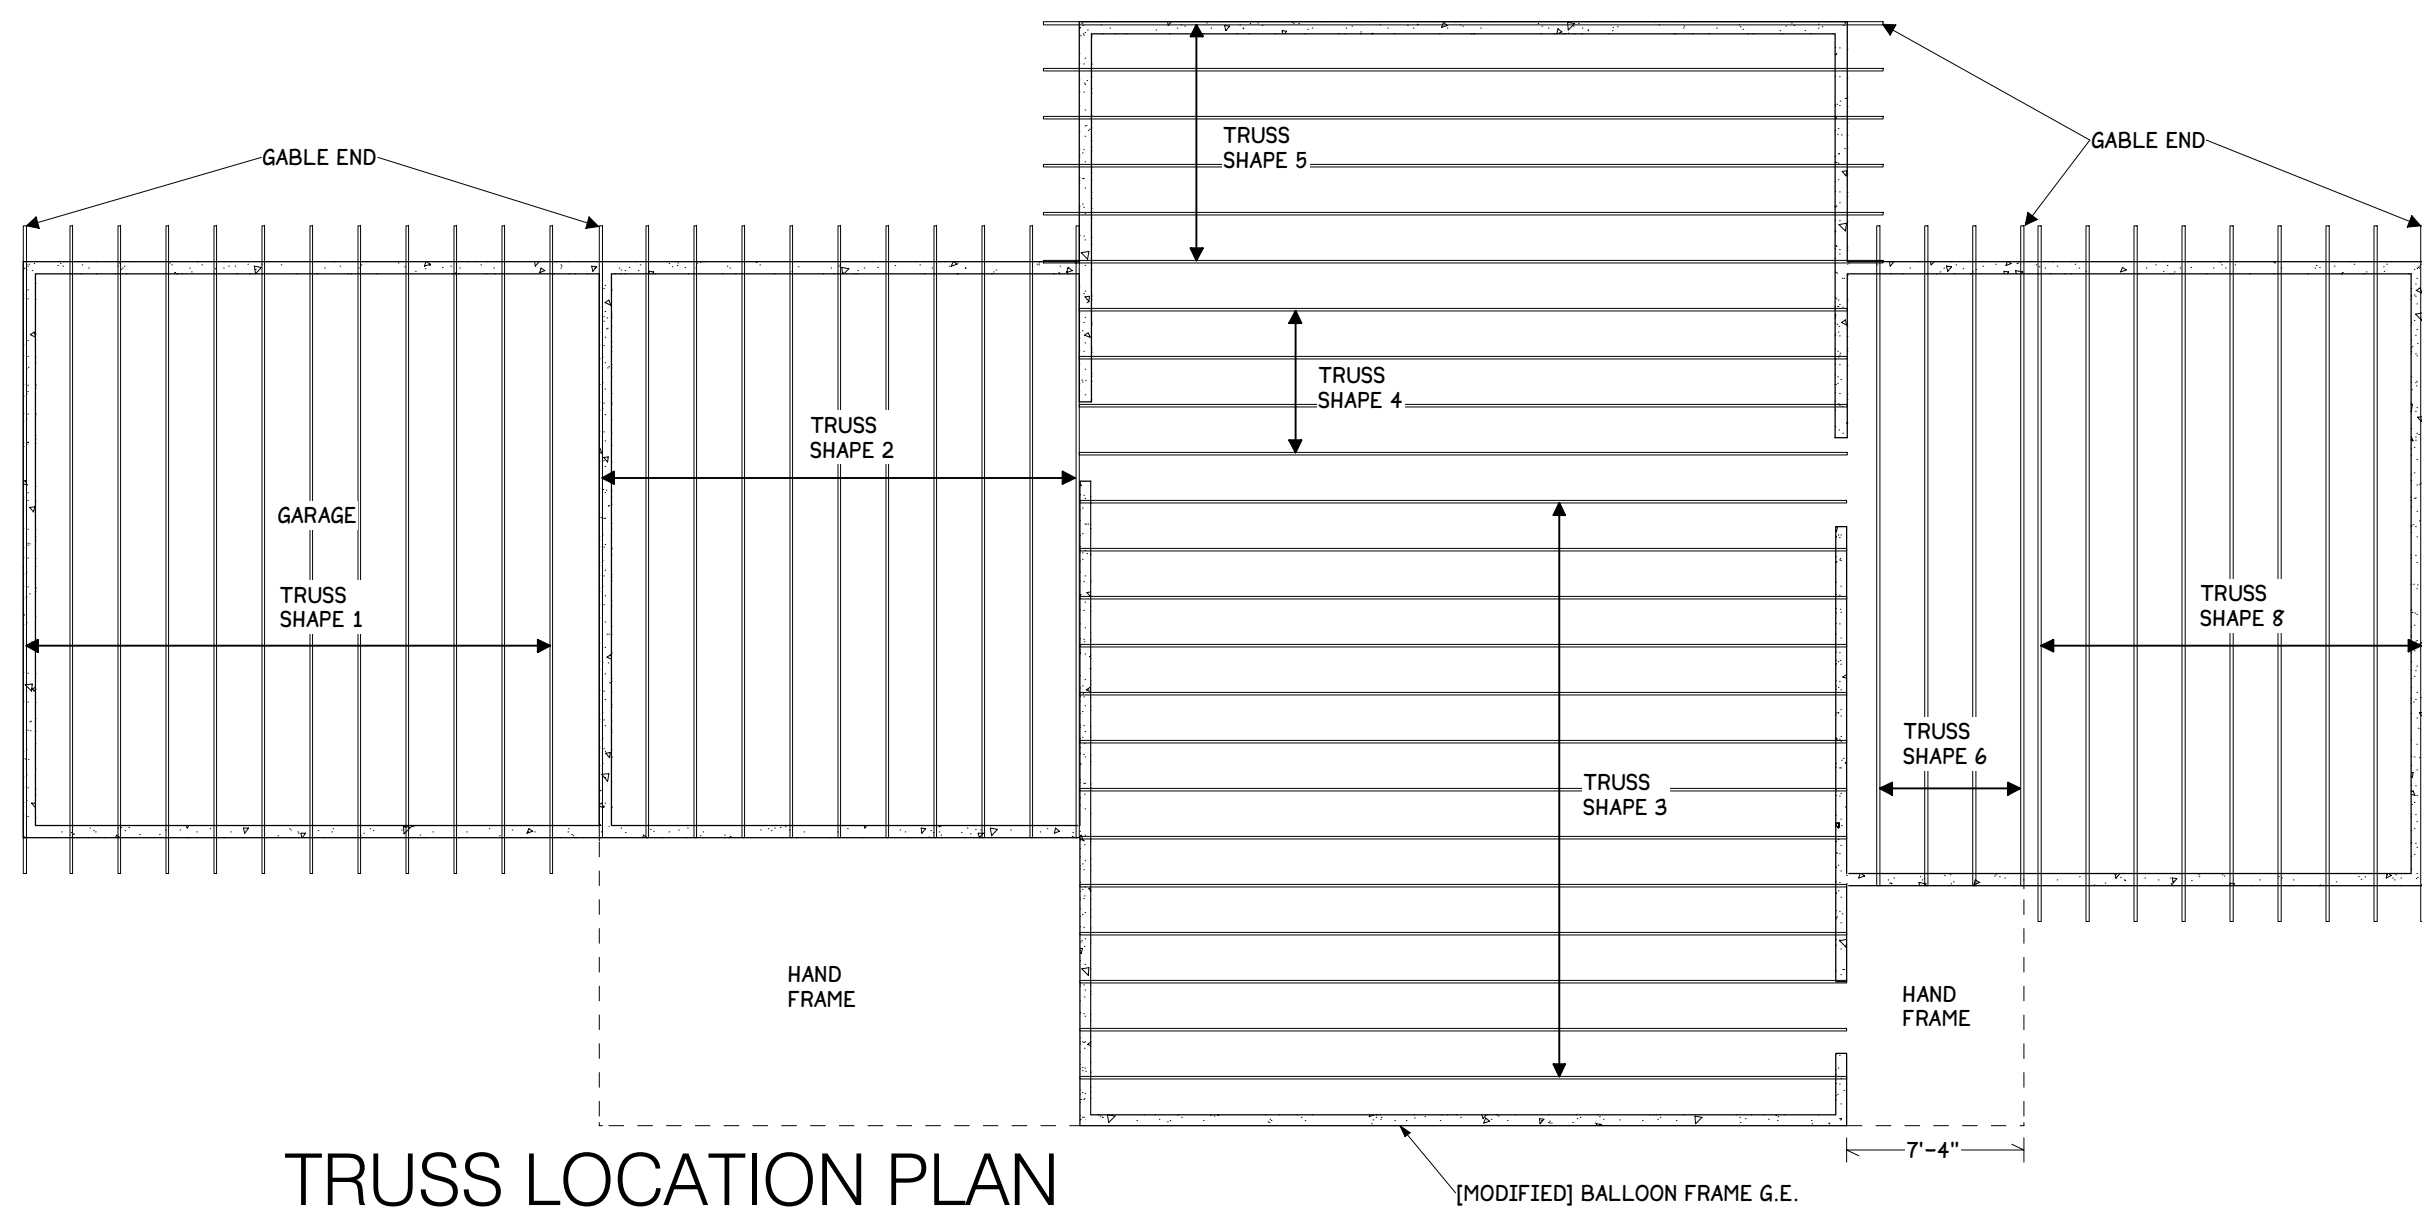 TRUSS
SHAPE 5
GABLE END
GABLE END
TRUSS
SHAPE 4
TRUSS
SHAPE 2
GARAGE
TRUSS
SHAPE 1
TRUSS
SHAPE 8
TRUSS
SHAPE 6
TRUSS
SHAPE 3
HAND
FRAME
HAND
FRAME
7'-4"
TRUSS LOCATION PLAN
[MODIFIED] BALLOON FRAME G.E.